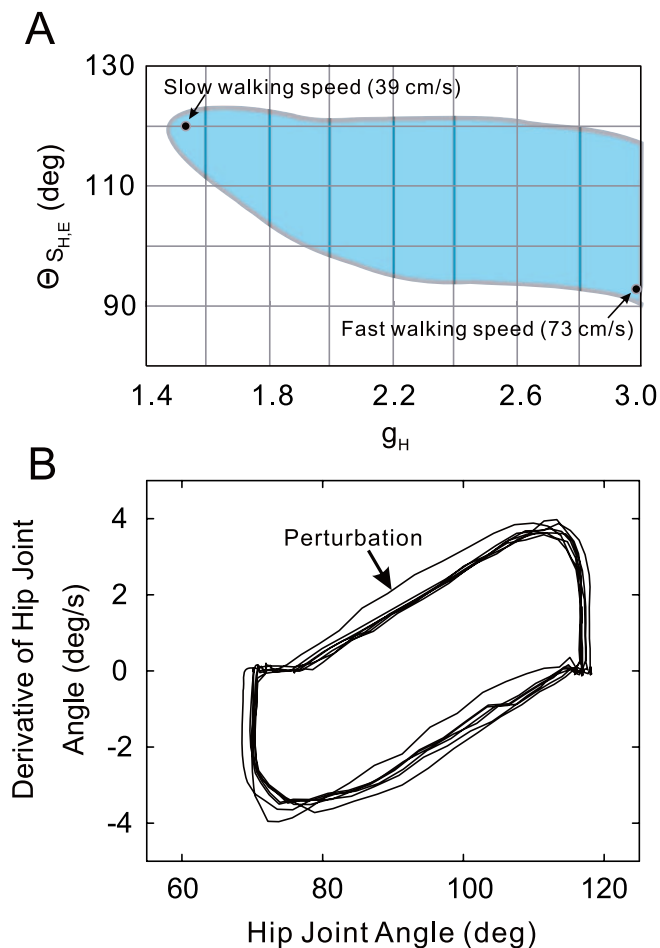 A
130
110
90
Θ S_H,E (deg)
Slow walking speed (39 cm/s)
Fast walking speed (73 cm/s)
1.4 1.8 2.2 2.6 3.0
g_H
B
4
2
0
-2
-4
Derivative of Hip Joint
Angle (deg/s)
Perturbation
60 80 100 120
Hip Joint Angle (deg)